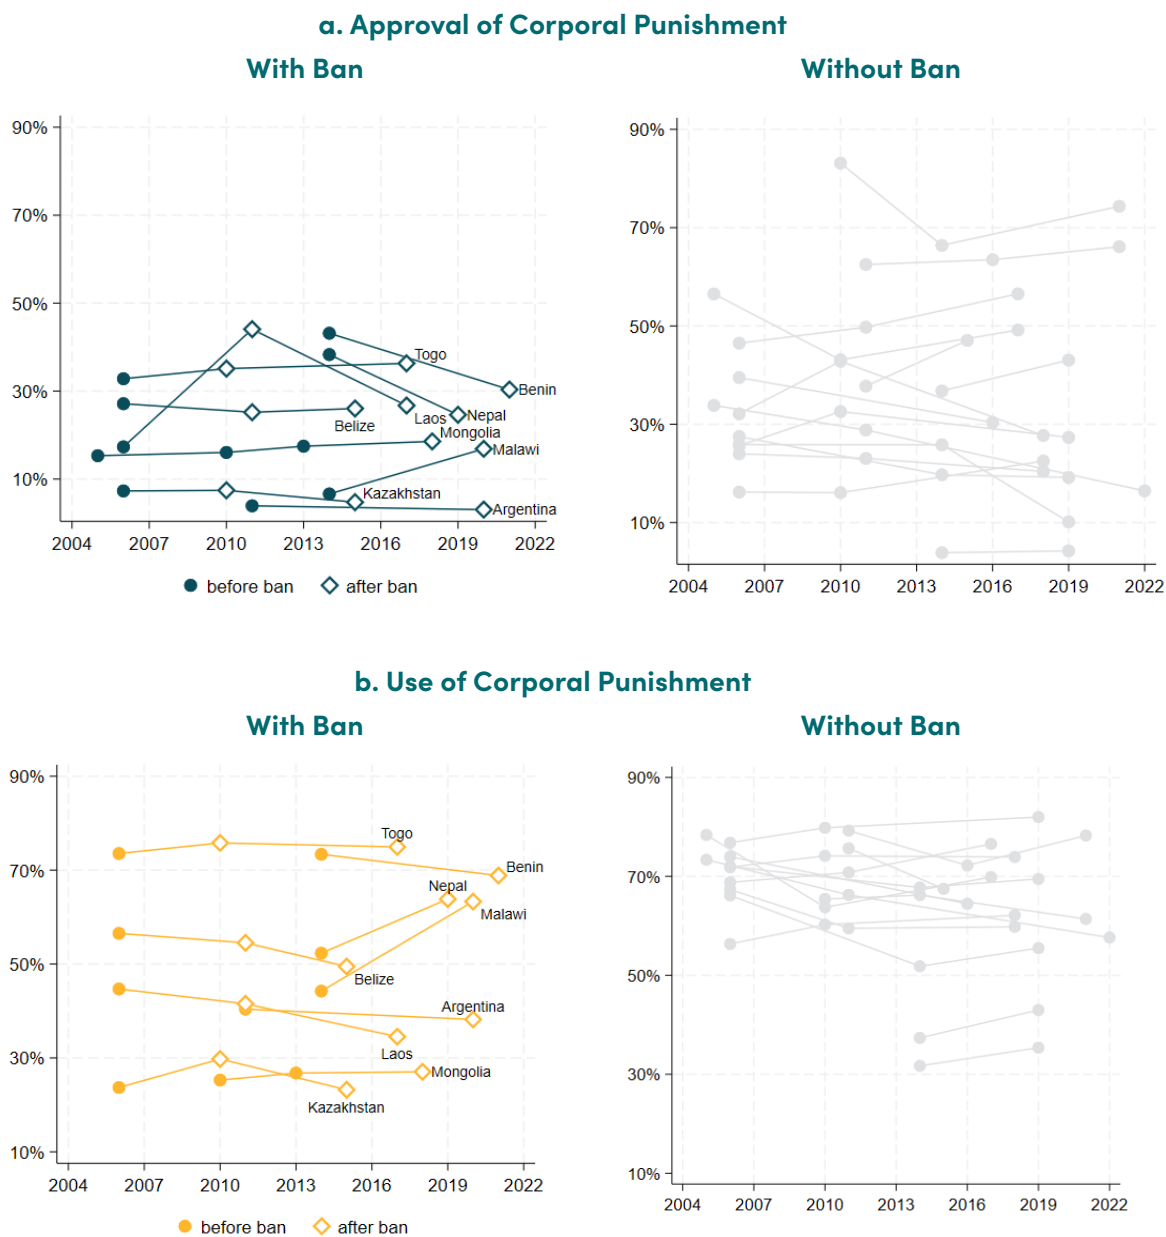 a. Approval of Corporal Punishment
With Ban
Without Ban
90%
70%
50%
30%
10%
Togo
Benin
Laos
Nepal
Belize
Mongolia
Malawi
Kazakhstan
Argentina
2004 2007 2010 2013 2016 2019 2022
before ban after ban
90%
70%
50%
30%
10%
2004 2007 2010 2013 2016 2019 2022
b. Use of Corporal Punishment
With Ban
Without Ban
90%
70%
50%
30%
10%
Togo
Benin
Nepal
Malawi
Belize
Argentina
Laos
Mongolia
Kazakhstan
2004 2007 2010 2013 2016 2019 2022
before ban after ban
90%
70%
50%
30%
10%
2004 2007 2010 2013 2016 2019 2022